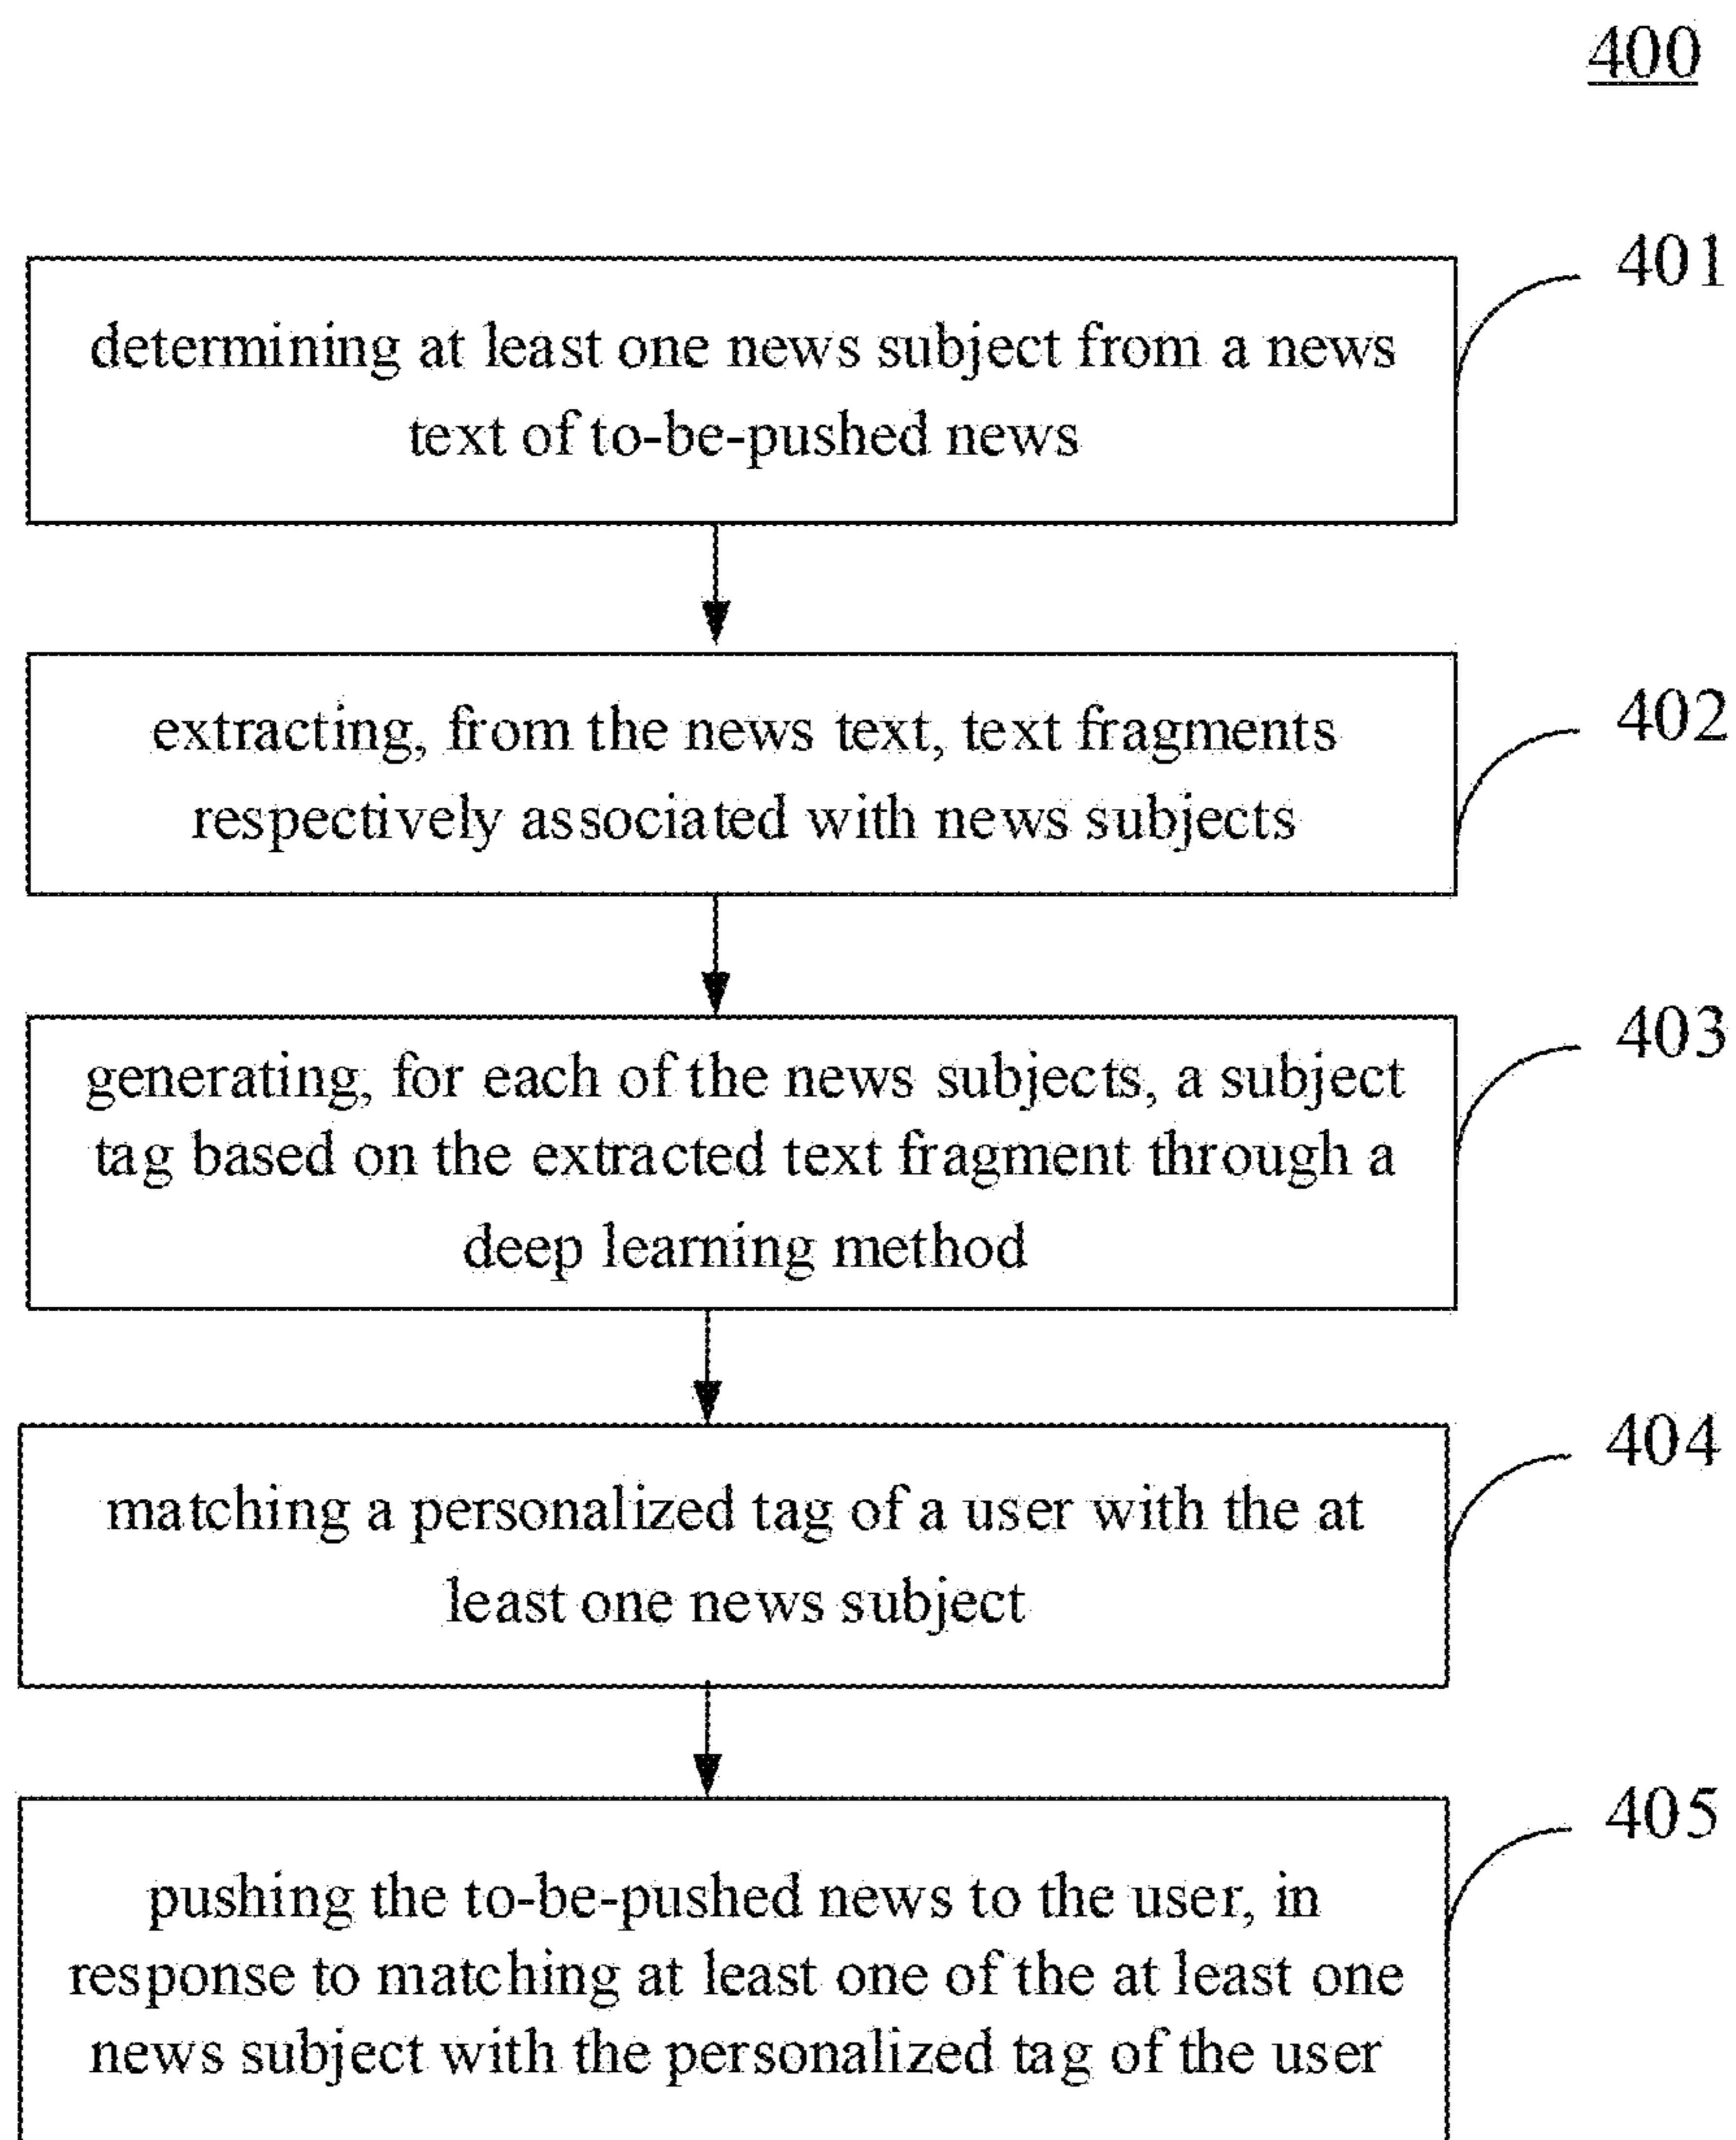 400
401
determining at least one news subject from a news
text of to-be-pushed news
402
extracting, from the news text, text fragments
respectively associated with news subjects
403
generating, for each of the news subjects, a subject
tag based on the extracted text fragment through a
deep learning method
404
matching a personalized tag of a user with the at
least one news subject
405
pushing the to-be-pushed news to the user, in
response to matching at least one of the at least one
news subject with the personalized tag of the user